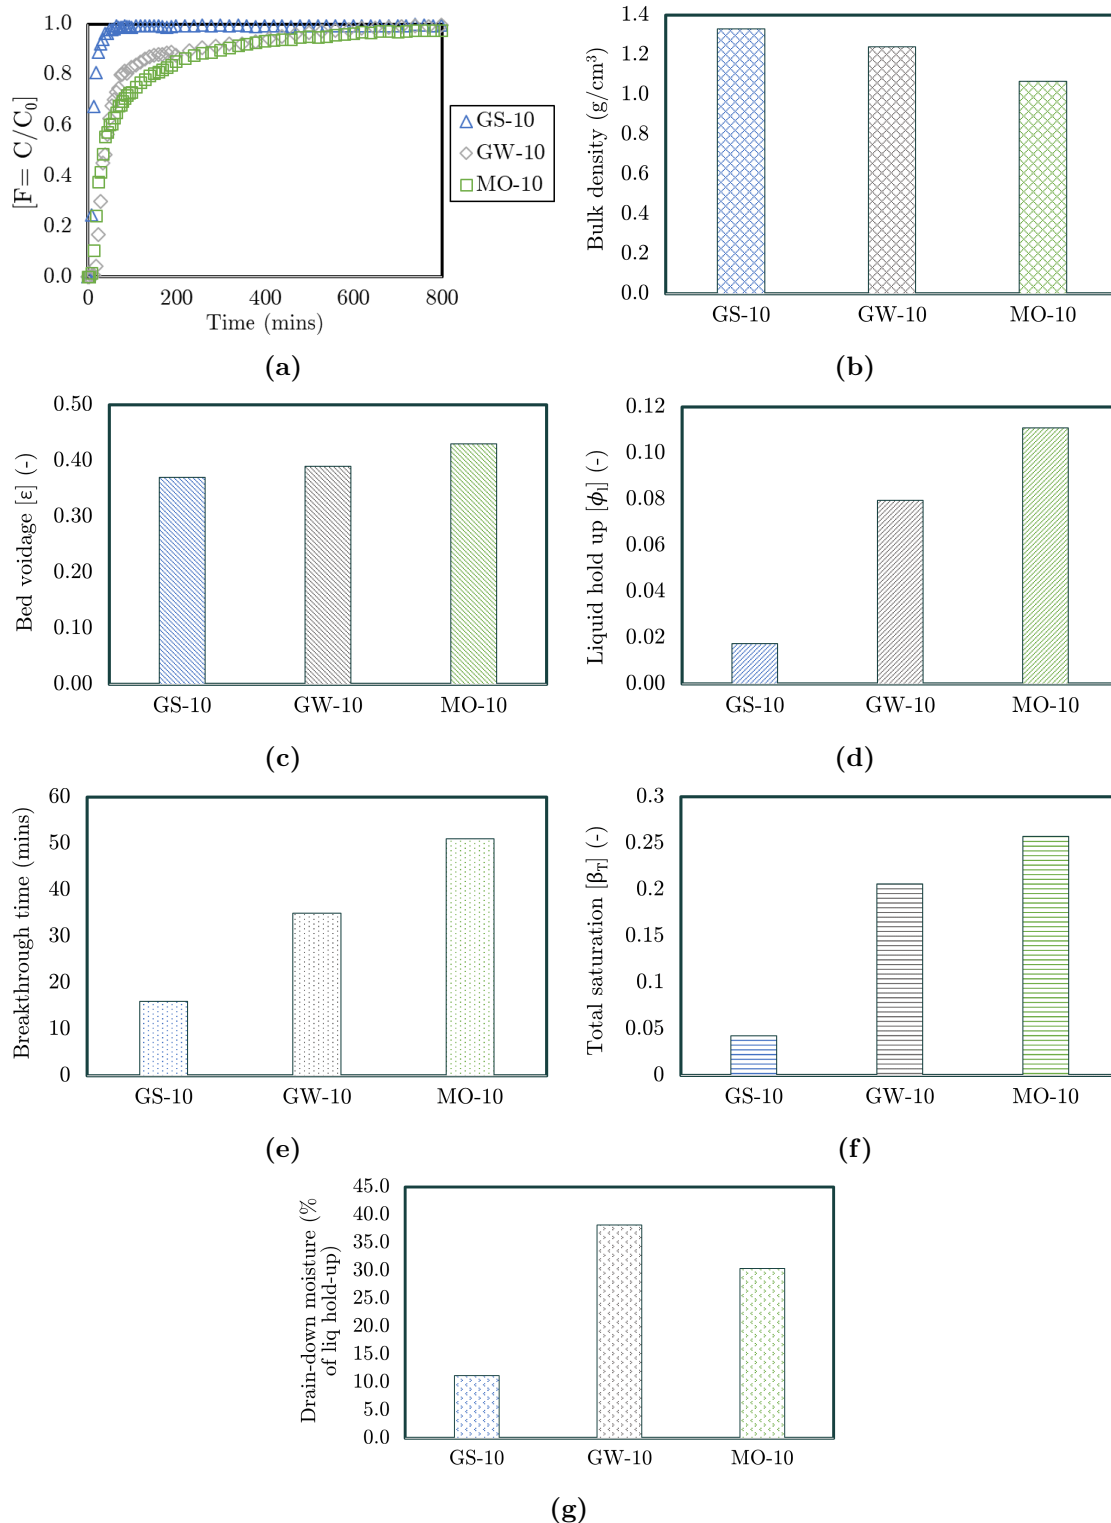 [F= C/C₀]
1.0
0.8
0.6
0.4
0.2
0.0
0 200 400 600 800
Time (mins)
GS-10
GW-10
MO-10
(a)
Bulk density (g/cm³)
1.4
1.2
1.0
0.8
0.6
0.4
0.2
0.0
GS-10 GW-10 MO-10
(b)
Bed voidage [ε] (-)
0.50
0.40
0.30
0.20
0.10
0.00
GS-10 GW-10 MO-10
(c)
Liquid hold up [ϕₗ] (-)
0.12
0.10
0.08
0.06
0.04
0.02
0.00
GS-10 GW-10 MO-10
(d)
Breakthrough time (mins)
60
50
40
30
20
10
0
GS-10 GW-10 MO-10
(e)
Total saturation [β_T] (-)
0.3
0.25
0.2
0.15
0.1
0.05
0
GS-10 GW-10 MO-10
(f)
Drain-down moisture (%
of liq hold-up)
45.0
40.0
35.0
30.0
25.0
20.0
15.0
10.0
5.0
0.0
GS-10 GW-10 MO-10
(g)